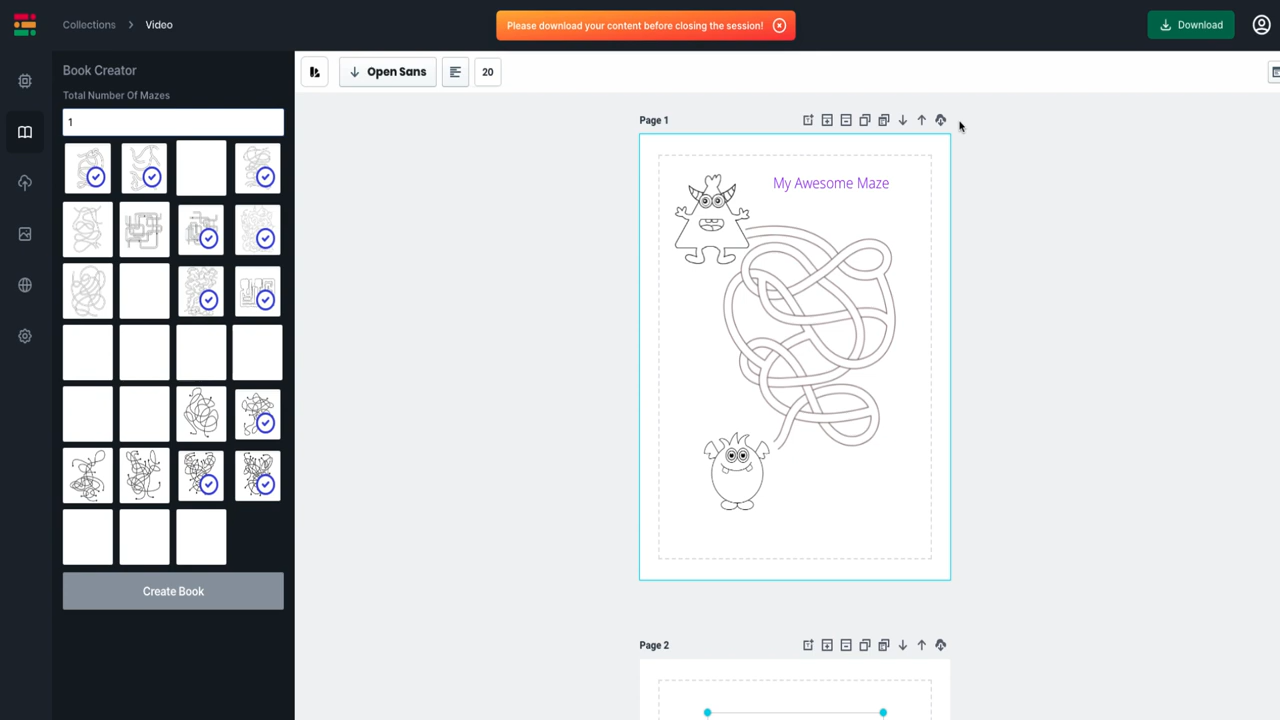 Collections > Video
Please download your content before closing the session!
Download
Book Creator
Total Number Of Mazes
1
Create Book
Open Sans
20
Page 1
My Awesome Maze
Page 2